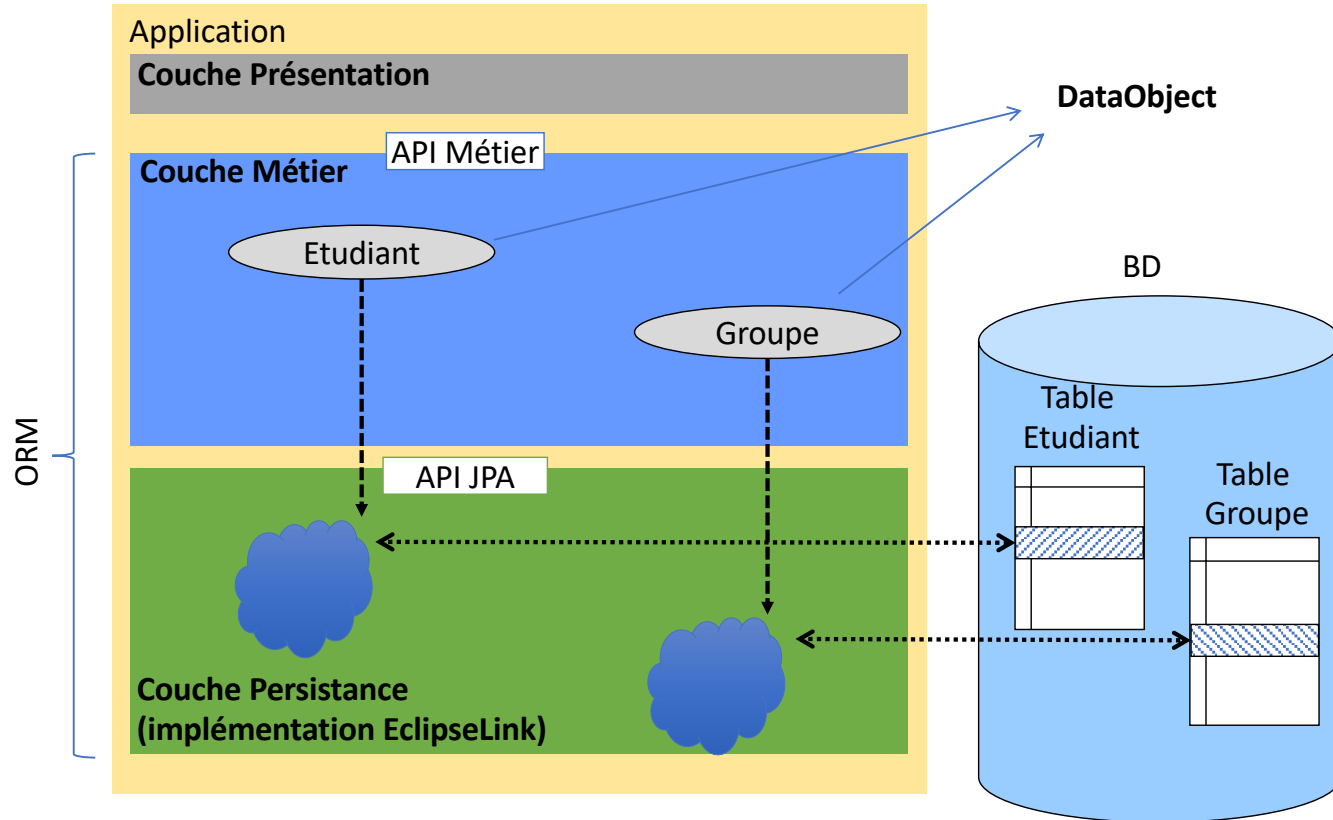 Application
Couche Présentation
DataObject
API Métier
Couche Métier
Etudiant
Groupe
BD
ORM
Table
Etudiant
Table
Groupe
API JPA
Couche Persistance
(implémentation EclipseLink)